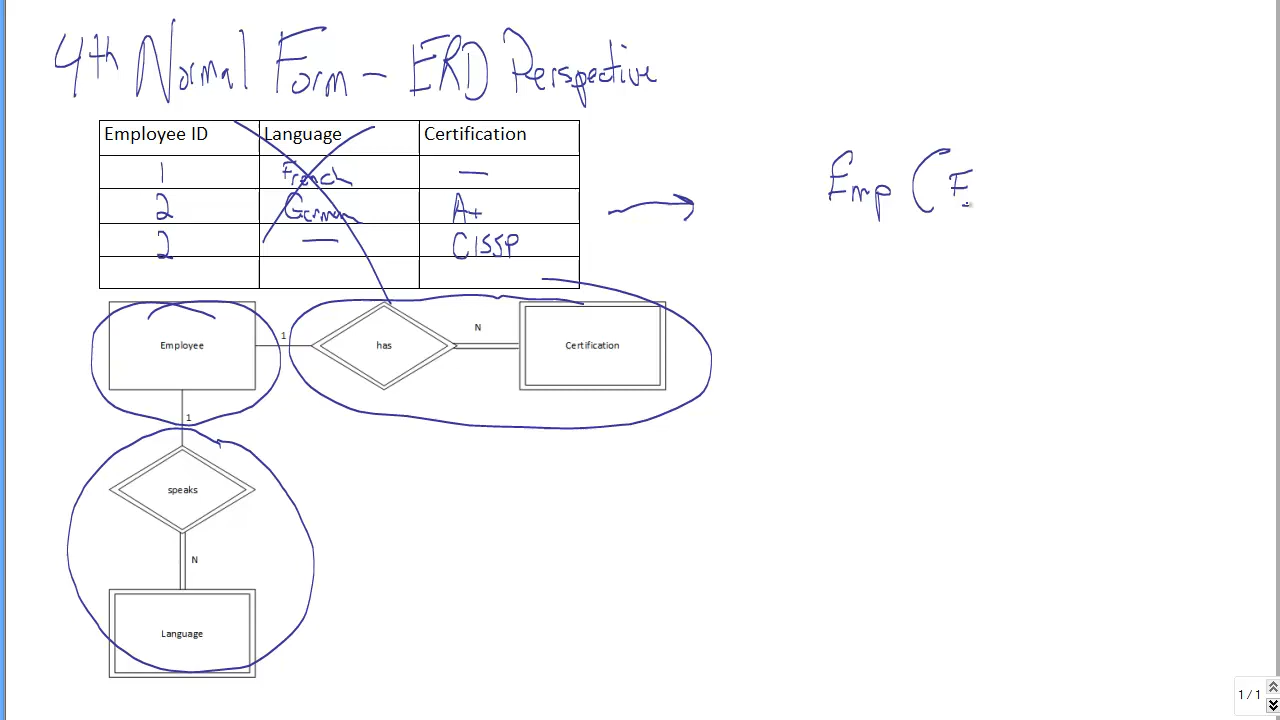 4th Normal Form - ERD Perspective
Employee ID Language Certification
1 French —
2 German A+
2 — CISSP
Emp (E
Employee 1 has N Certification
1
speaks
N
Language
1 / 1